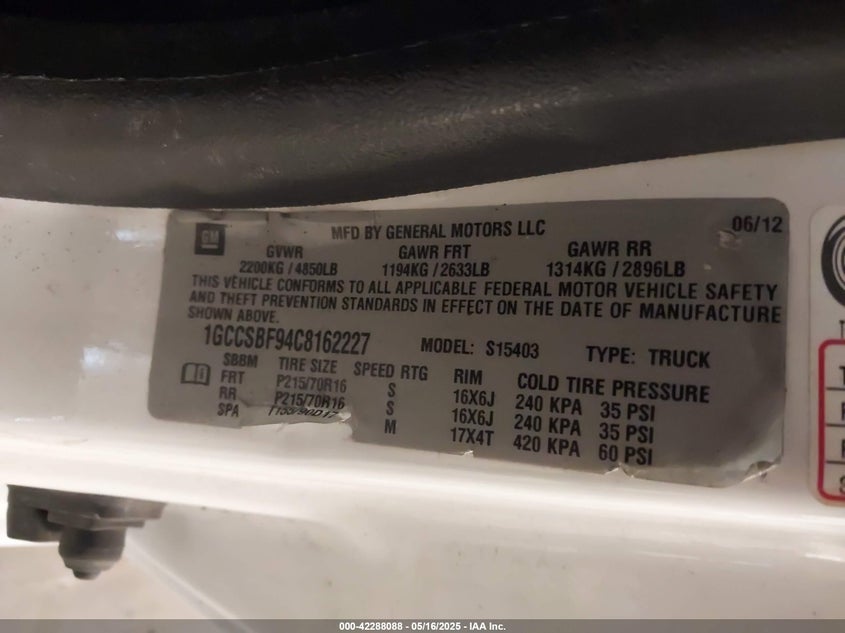 GM
MFD BY GENERAL MOTORS LLC 06/12
GVWR GAWR FRT GAWR RR
2200KG / 4850LB 1194KG / 2633LB 1314KG / 2896LB
THIS VEHICLE CONFORMS TO ALL APPLICABLE FEDERAL MOTOR VEHICLE SAFETY
AND THEFT PREVENTION STANDARDS IN EFFECT ON THE DATE OF MANUFACTURE
SHOWN ABOVE.
1GCCSBF94C8162227 MODEL: S15403 TYPE: TRUCK
SBBM TIRE SIZE SPEED RTG RIM COLD TIRE PRESSURE
FRT P215/70R16 S 16X6J 240 KPA 35 PSI
RR P215/70R16 S 16X6J 240 KPA 35 PSI
SPA T155/90D17 M 17X4T 420 KPA 60 PSI
000-42288088 - 05/16/2025 - IAA Inc.